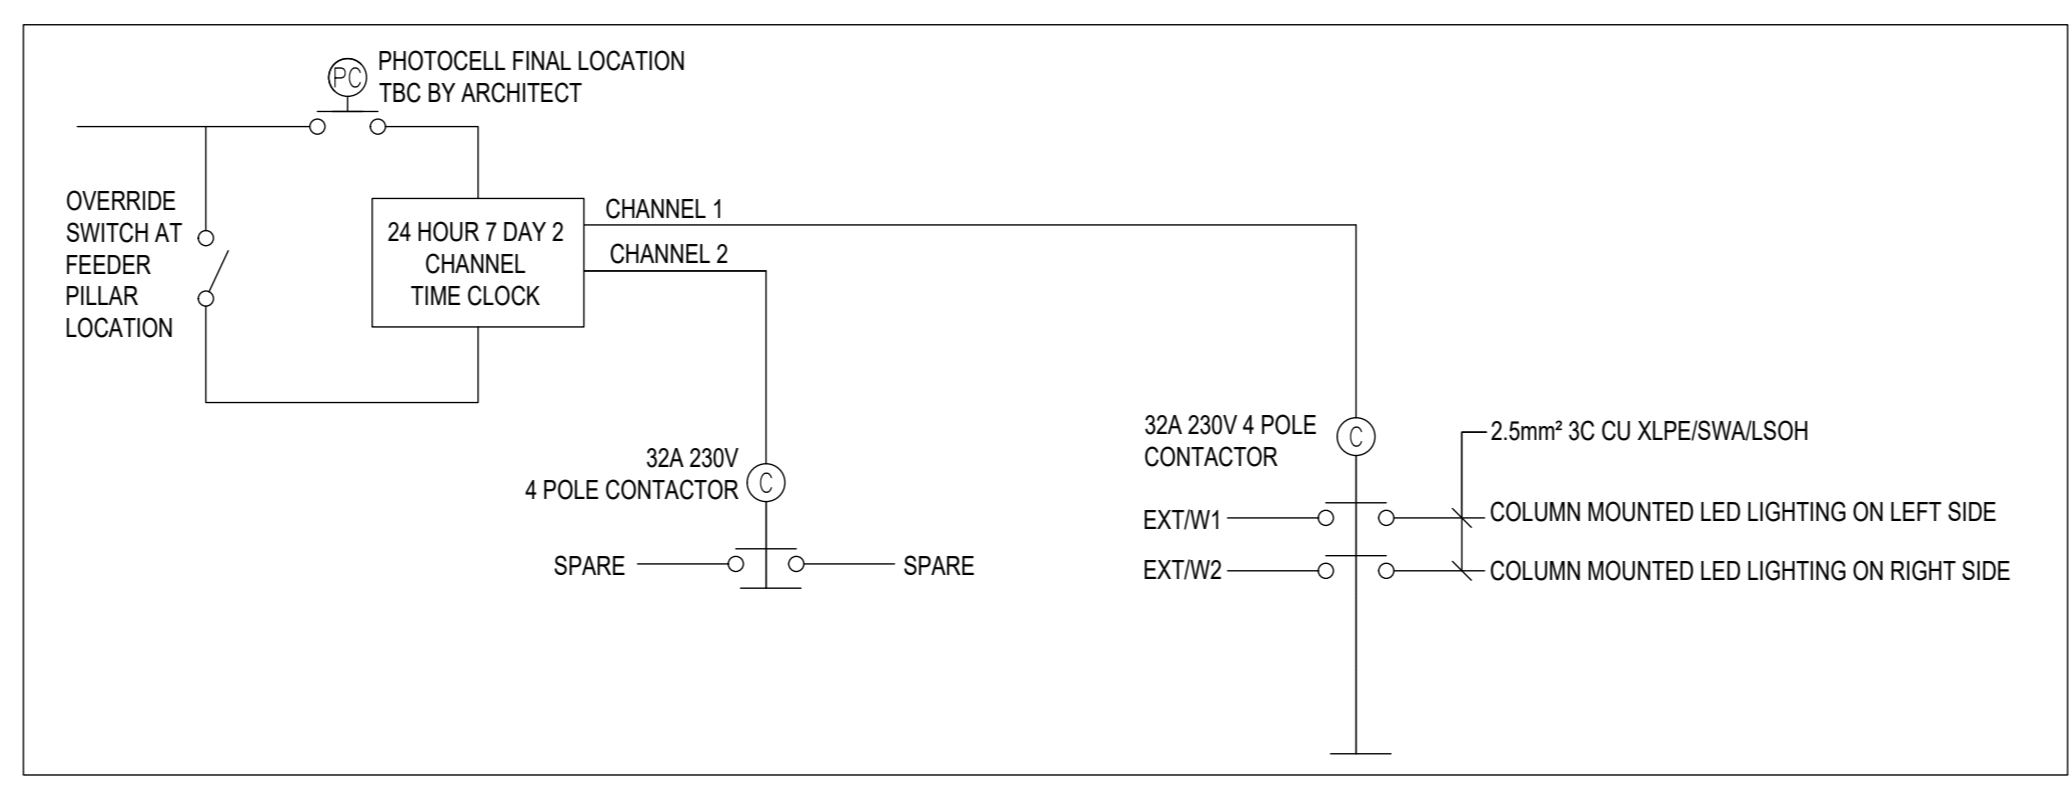 PC
PHOTOCELL FINAL LOCATION
TBC BY ARCHITECT
OVERRIDE
SWITCH AT
FEEDER
PILLAR
LOCATION
24 HOUR 7 DAY 2
CHANNEL
TIME CLOCK
CHANNEL 1
CHANNEL 2
32A 230V
4 POLE CONTACTOR
C
SPARE
SPARE
32A 230V 4 POLE
CONTACTOR
C
2.5mm² 3C CU XLPE/SWA/LSOH
EXT/W1
COLUMN MOUNTED LED LIGHTING ON LEFT SIDE
EXT/W2
COLUMN MOUNTED LED LIGHTING ON RIGHT SIDE